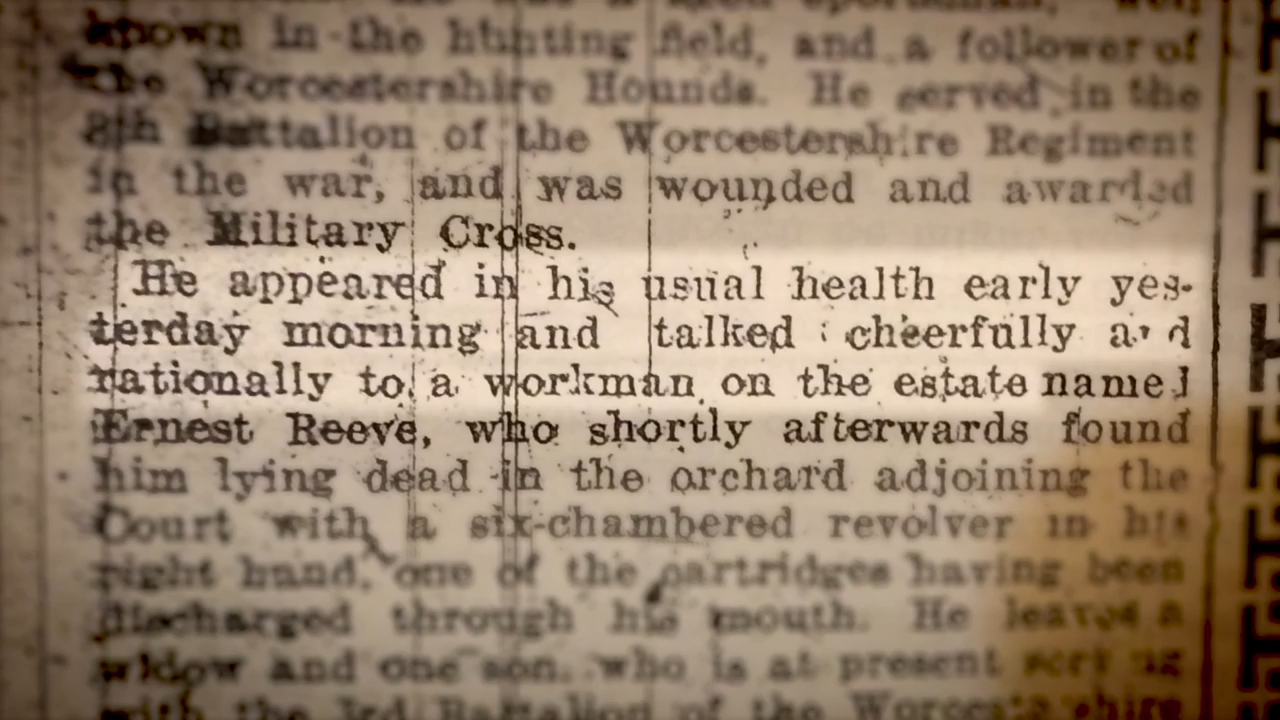 known in the hunting field, and a follower of
the Worcestershire Hounds. He served in the
8th Battalion of the Worcestershire Regiment
in the war, and was wounded and awarded
the Military Cross.
He appeared in his usual health early yes-
terday morning and talked cheerfully and
rationally to a workman on the estate named
Ernest Reeve, who shortly afterwards found
him lying dead in the orchard adjoining the
Court with a six-chambered revolver in his
right hand, one of the cartridges having been
discharged through his mouth. He leaves a
widow and one son, who is at present serving
with the 3rd Battalion of the Worcestershire